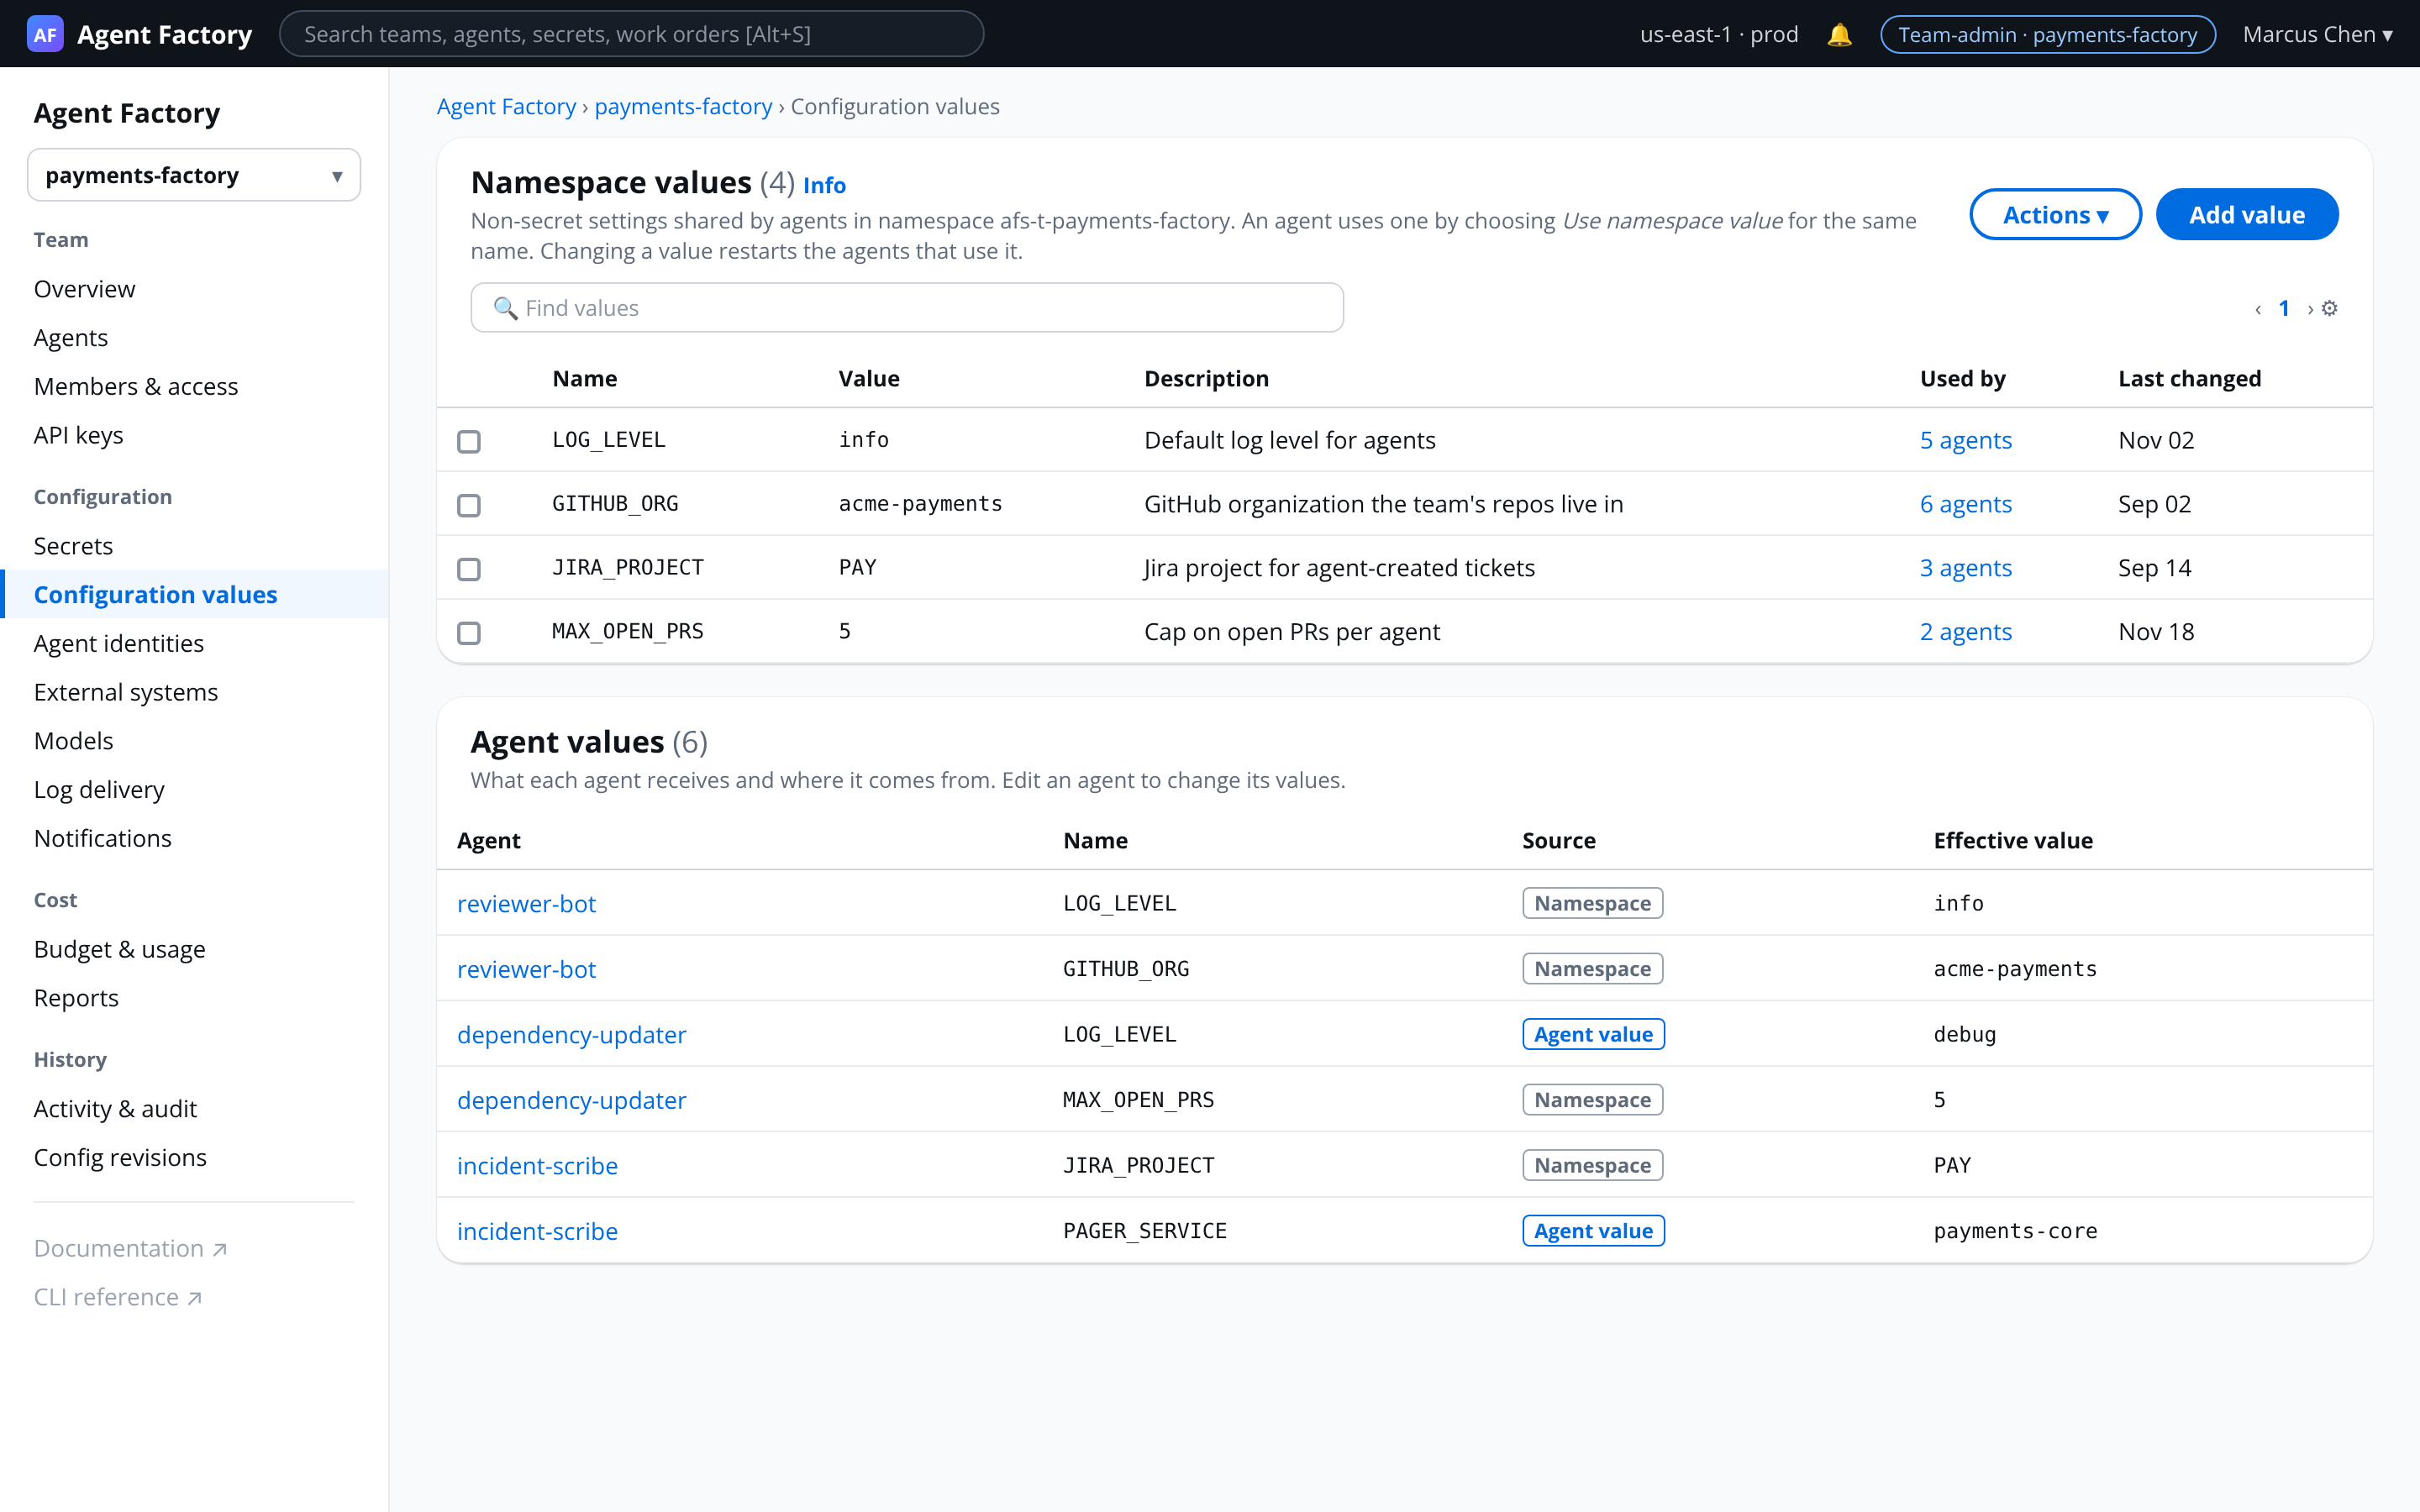 AF Agent Factory Search teams, agents, secrets, work orders [Alt+S] us-east-1 · prod 🔔 Team-admin · payments-factory Marcus Chen ▾
Agent Factory
payments-factory ▾
Team
Overview
Agents
Members & access
API keys
Configuration
Secrets
Configuration values
Agent identities
External systems
Models
Log delivery
Notifications
Cost
Budget & usage
Reports
History
Activity & audit
Config revisions
Documentation ↗
CLI reference ↗
Agent Factory › payments-factory › Configuration values
Namespace values (4) Info
Non-secret settings shared by agents in namespace afs-t-payments-factory. An agent uses one by choosing Use namespace value for the same
name. Changing a value restarts the agents that use it.
Actions ▾ Add value
🔍 Find values
‹ 1 › ⚙
Name Value Description Used by Last changed
LOG_LEVEL info Default log level for agents 5 agents Nov 02
GITHUB_ORG acme-payments GitHub organization the team's repos live in 6 agents Sep 02
JIRA_PROJECT PAY Jira project for agent-created tickets 3 agents Sep 14
MAX_OPEN_PRS 5 Cap on open PRs per agent 2 agents Nov 18
Agent values (6)
What each agent receives and where it comes from. Edit an agent to change its values.
Agent Name Source Effective value
reviewer-bot LOG_LEVEL Namespace info
reviewer-bot GITHUB_ORG Namespace acme-payments
dependency-updater LOG_LEVEL Agent value debug
dependency-updater MAX_OPEN_PRS Namespace 5
incident-scribe JIRA_PROJECT Namespace PAY
incident-scribe PAGER_SERVICE Agent value payments-core